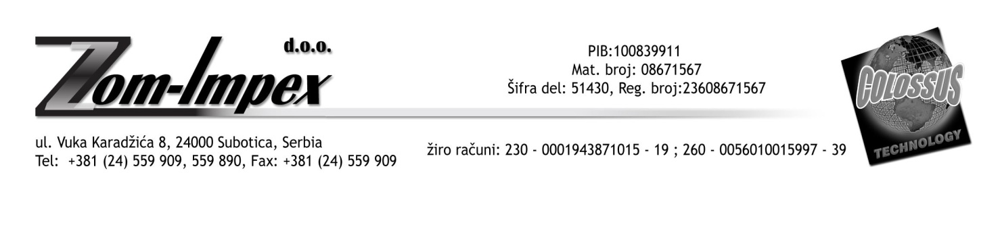 Zom-Impex d.o.o.
PIB:100839911
Mat. broj: 08671567
Šifra del: 51430, Reg. broj:23608671567
COLOSSUS
TECHNOLOGY
ul. Vuka Karadžića 8, 24000 Subotica, Serbia
Tel:  +381 (24) 559 909, 559 890, Fax: +381 (24) 559 909
žiro računi: 230 - 0001943871015 - 19 ; 260 - 0056010015997 - 39